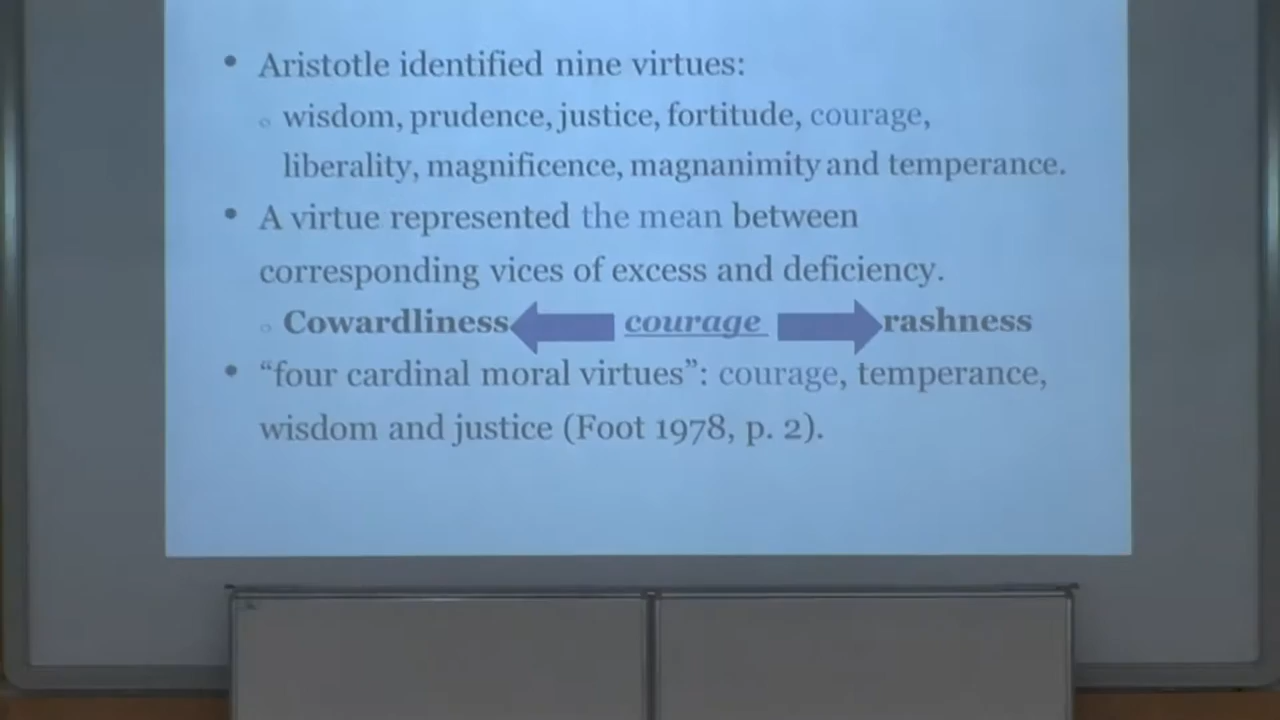 • Aristotle identified nine virtues:
○ wisdom, prudence, justice, fortitude, courage,
liberality, magnificence, magnanimity and temperance.
• A virtue represented the mean between
corresponding vices of excess and deficiency.
○ Cowardliness courage rashness
• “four cardinal moral virtues”: courage, temperance,
wisdom and justice (Foot 1978, p. 2).